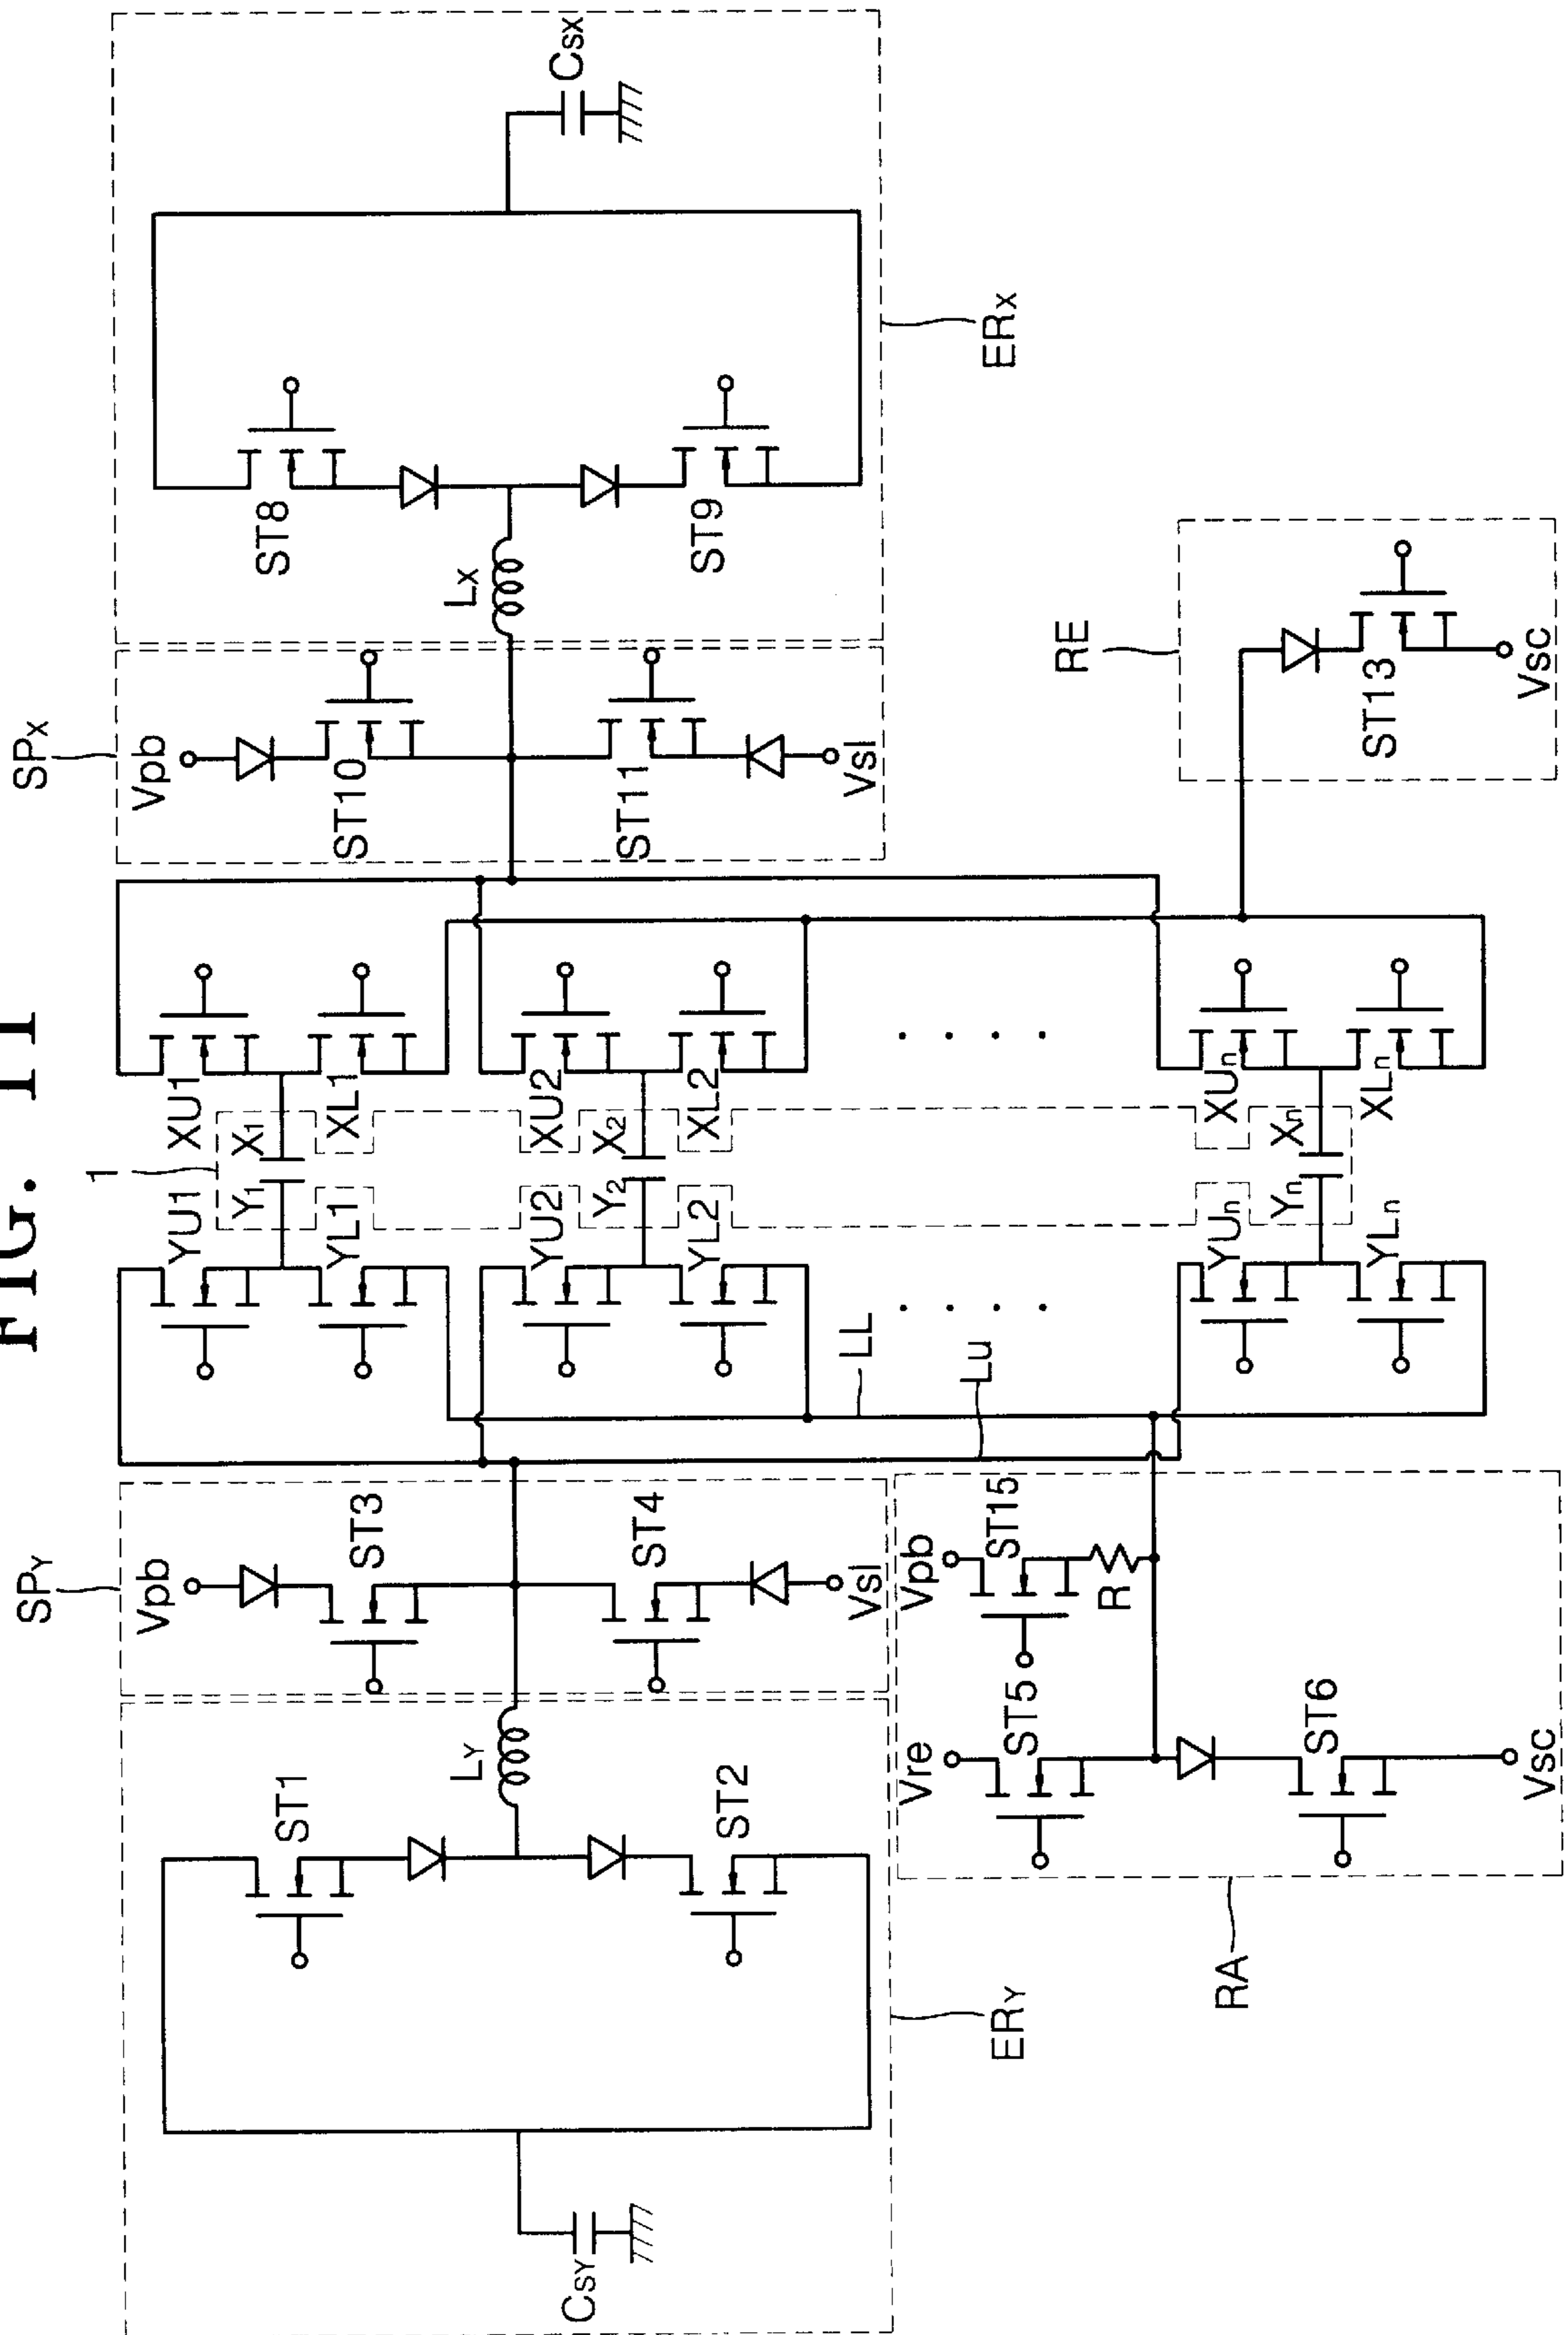 FIG. 11
SPY
SPX
1
Vpb
Vpb
CSY
ST1
LY
ST2
ERY
ST3
ST4
Vsl
YU1
Y1
X1
XU1
YL1
XL1
ST10
ST11
Vsl
LX
ST8
ST9
CSX
ERX
YU2
Y2
X2
XU2
YL2
XL2
LL
LU
Vre
ST5
Vpb
ST15
R
ST6
Vsc
RA
YUn
Yn
Xn
XUn
YLn
XLn
RE
ST13
Vsc